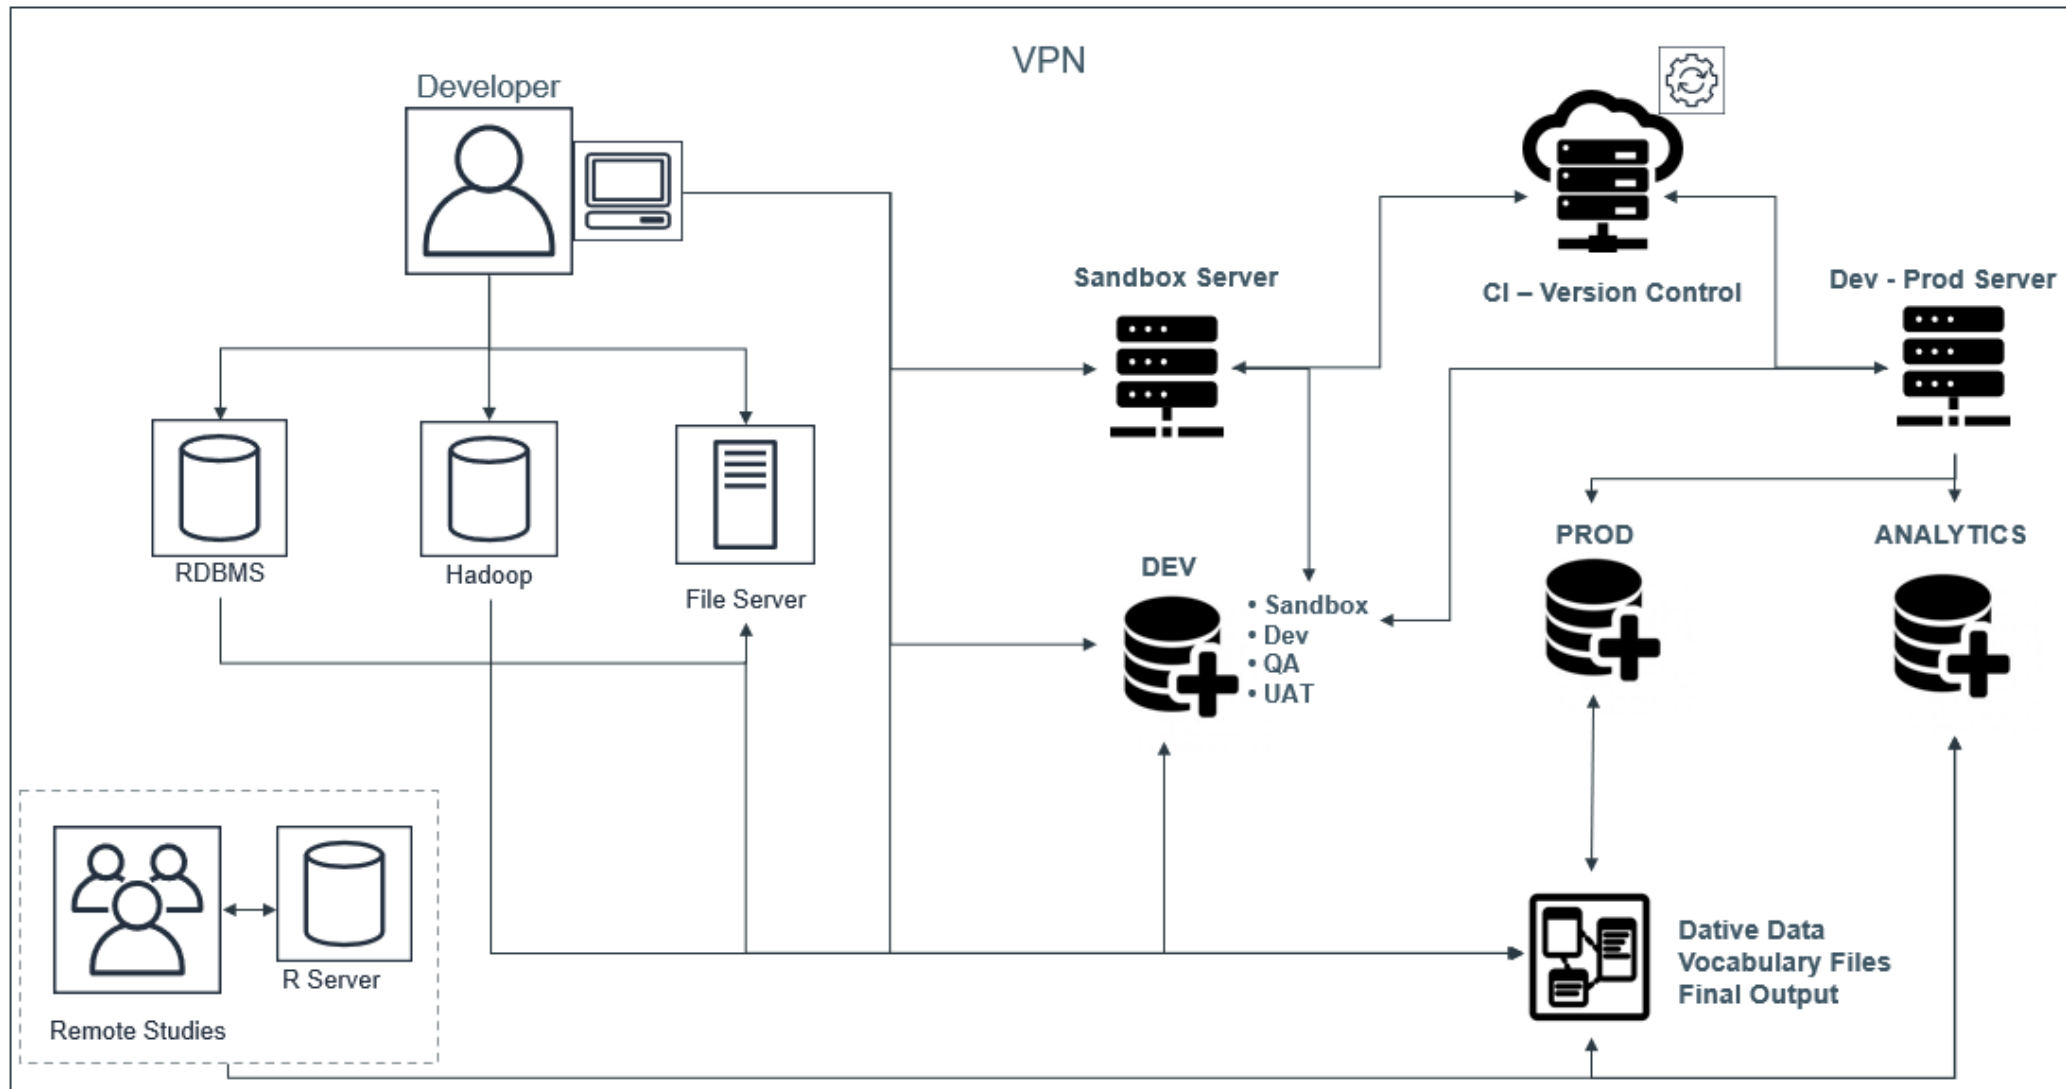 VPN
Developer
Sandbox Server
CI – Version Control
Dev - Prod Server
RDBMS
Hadoop
File Server
DEV
• Sandbox
• Dev
• QA
• UAT
PROD
ANALYTICS
R Server
Remote Studies
Dative Data
Vocabulary Files
Final Output